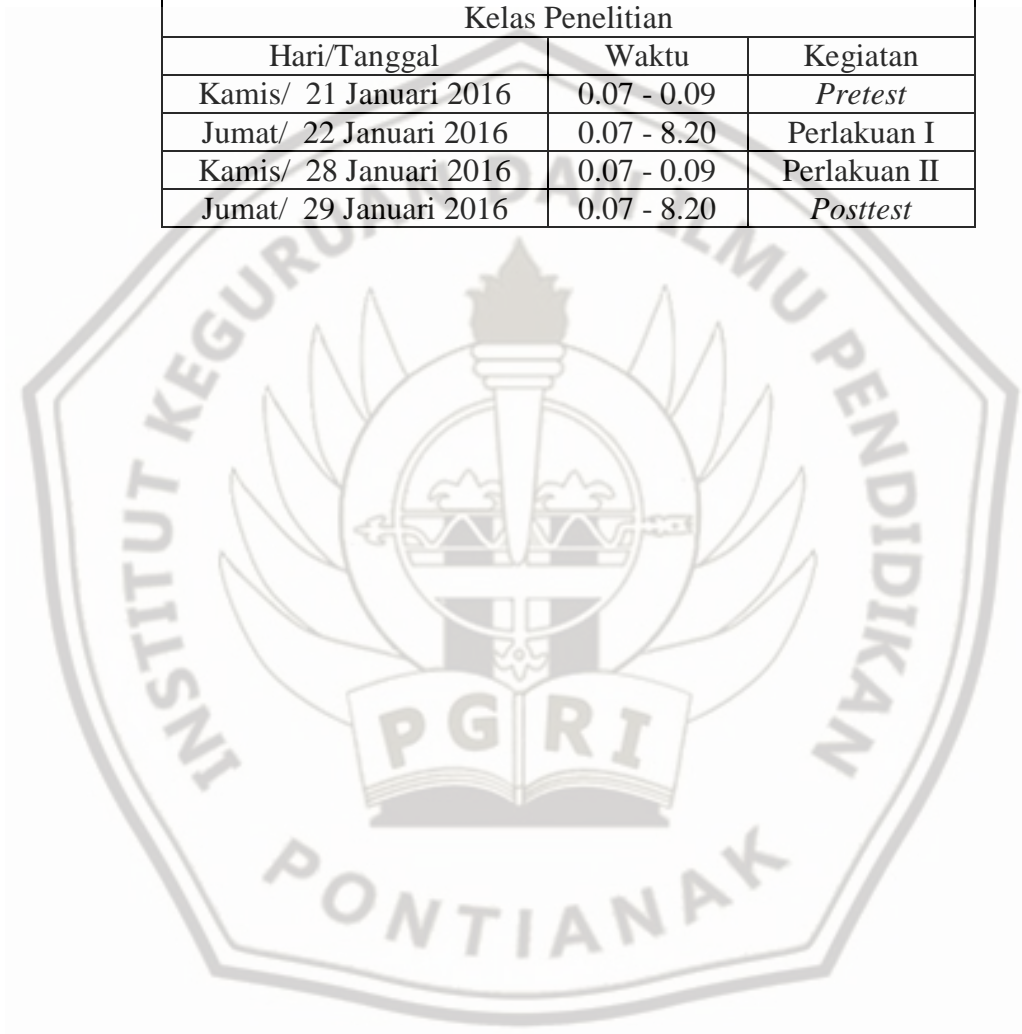 Kelas Penelitian
Hari/Tanggal Waktu Kegiatan
Kamis/ 21 Januari 2016 0.07 - 0.09 Pretest
Jumat/ 22 Januari 2016 0.07 - 8.20 Perlakuan I
Kamis/ 28 Januari 2016 0.07 - 0.09 Perlakuan II
Jumat/ 29 Januari 2016 0.07 - 8.20 Posttest
INSTITUT KEGURUAN DAN ILMU PENDIDIKAN
PGRI
PONTIANAK